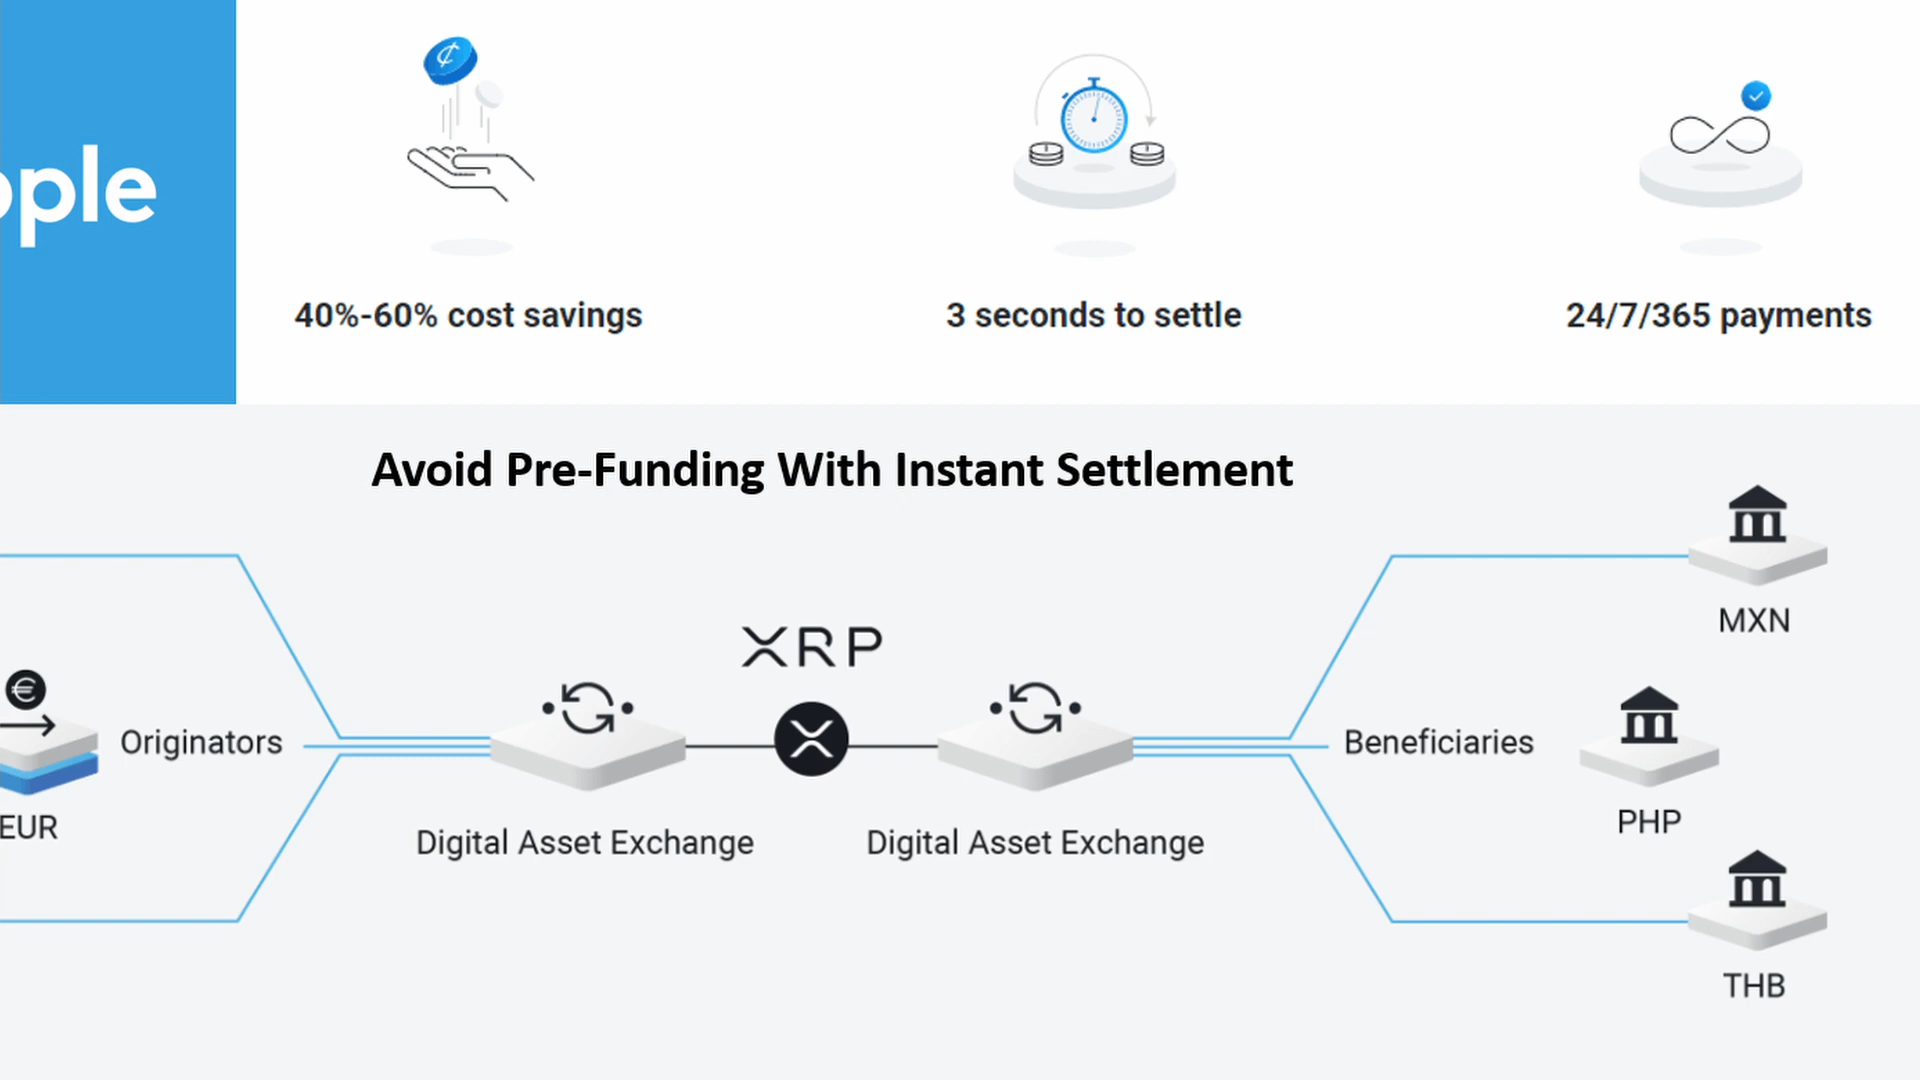 pple
40%-60% cost savings
3 seconds to settle
24/7/365 payments
Avoid Pre-Funding With Instant Settlement
MXN
XRP
€
Originators
Beneficiaries
EUR
PHP
Digital Asset Exchange
Digital Asset Exchange
THB